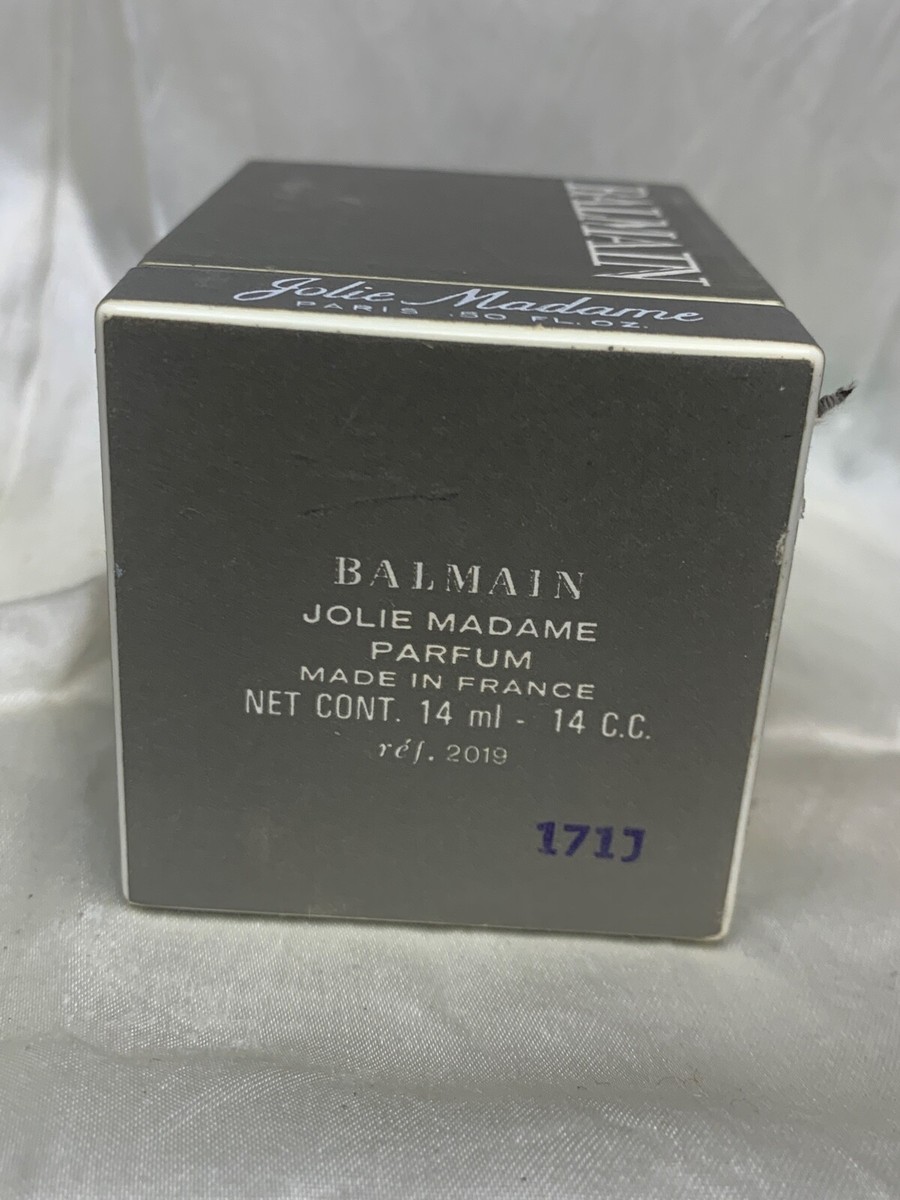 BALMAIN
Jolie Madame
PARIS .50 FL. OZ.
BALMAIN
JOLIE MADAME
PARFUM
MADE IN FRANCE
NET CONT. 14 ml - 14 C.C.
réf. 2019
171J